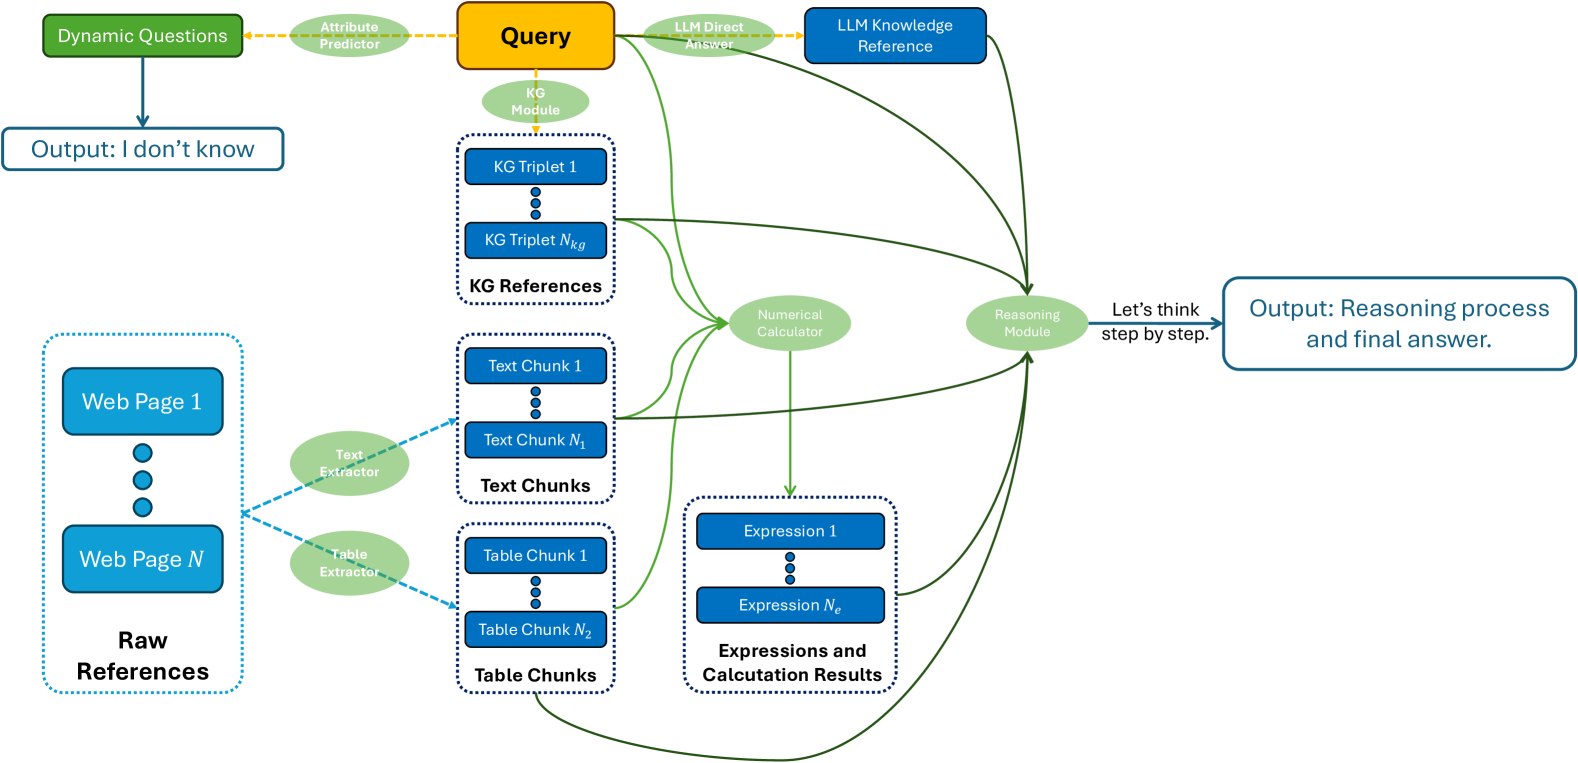 Dynamic Questions
Attribute
Predictor
Query
LLM Direct
Answer
LLM Knowledge
Reference
KG
Module
Output: I don't know
KG Triplet 1
KG Triplet N_kg
KG References
Numerical
Calculator
Reasoning
Module
Let's think
step by step.
Output: Reasoning process
and final answer.
Web Page 1
Web Page N
Raw
References
Text
Extractor
Table
Extractor
Text Chunk 1
Text Chunk N_1
Text Chunks
Table Chunk 1
Table Chunk N_2
Table Chunks
Expression 1
Expression N_e
Expressions and
Calcutation Results